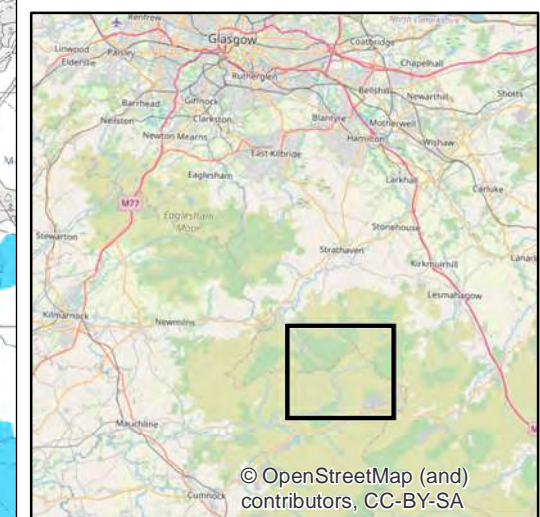 North Lanarkshire
Renfrew
Glasgow
Coatbridge
Linwood
Paisley
Elderslie
Chapelhall
Rutherglen
Bellshill
Newarthill
Shotts
Barrhead
Giffnock
Blantyre
Motherwell
Neilston
Clarkston
Hamilton
Wishaw
Newton Mearns
East Kilbride
Eaglesham
Larkhall
Carluke
M77
Eaglesham
Moor
Stonehouse
Stewarton
Strathaven
Kirkmuirhill
Lanark
Lesmahagow
Kilmarnock
Newmilns
Mauchline
M
Cumnock
© OpenStreetMap (and)
contributors, CC-BY-SA